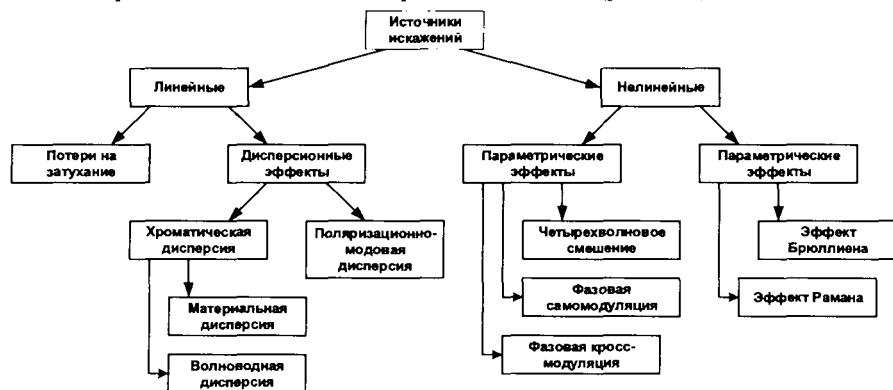 Источники
искажений
Линейные
Нелинейные
Потери на
затухание
Дисперсионные
эффекты
Параметрические
эффекты
Параметрические
эффекты
Хроматическая
дисперсия
Поляризационно-
модовая
дисперсия
Четырехволновое
смешение
Эффект
Брюллиена
Материальная
дисперсия
Фазовая
самомодуляция
Эффект Рамана
Волноводная
дисперсия
Фазовая кросс-
модуляция